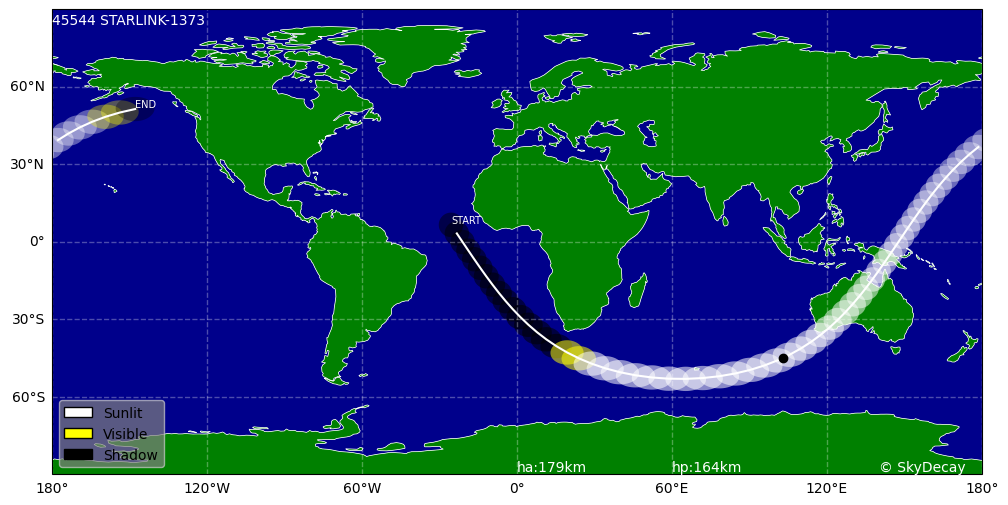 45544 STARLINK-1373
60°N
30°N
0°
30°S
60°S
END
START
Sunlit
Visible
Shadow
ha:179km
hp:164km
© SkyDecay
180°
120°W
60°W
0°
60°E
120°E
180°